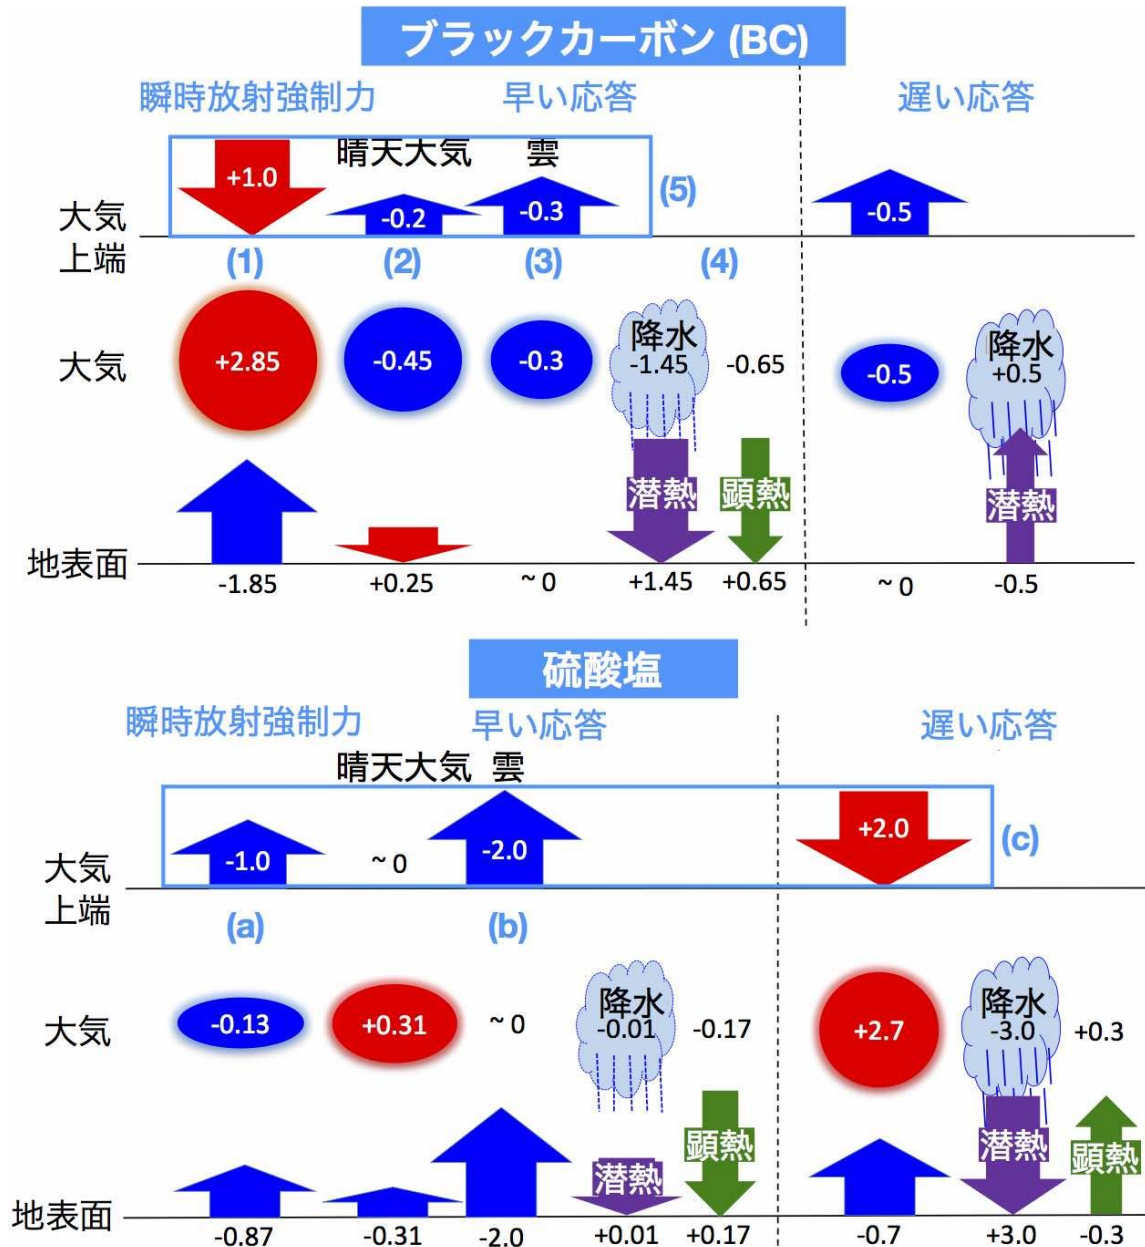 ブラックカーボン (BC)
瞬時放射強制力 早い応答 遅い応答
晴天大気 雲
+1.0 -0.2 -0.3 (5) -0.5
大気
上端
(1) (2) (3) (4)
大気 +2.85 -0.45 -0.3 降水 -1.45 -0.65 -0.5 降水 +0.5
潜熱 顕熱 潜熱
地表面
-1.85 +0.25 ~ 0 +1.45 +0.65 ~ 0 -0.5
硫酸塩
瞬時放射強制力 早い応答 遅い応答
晴天大気 雲
-1.0 ~ 0 -2.0 +2.0 (c)
大気
上端
(a) (b)
大気 -0.13 +0.31 ~ 0 降水 -0.01 -0.17 +2.7 降水 -3.0 +0.3
潜熱 顕熱 潜熱 顕熱
地表面
-0.87 -0.31 -2.0 +0.01 +0.17 -0.7 +3.0 -0.3